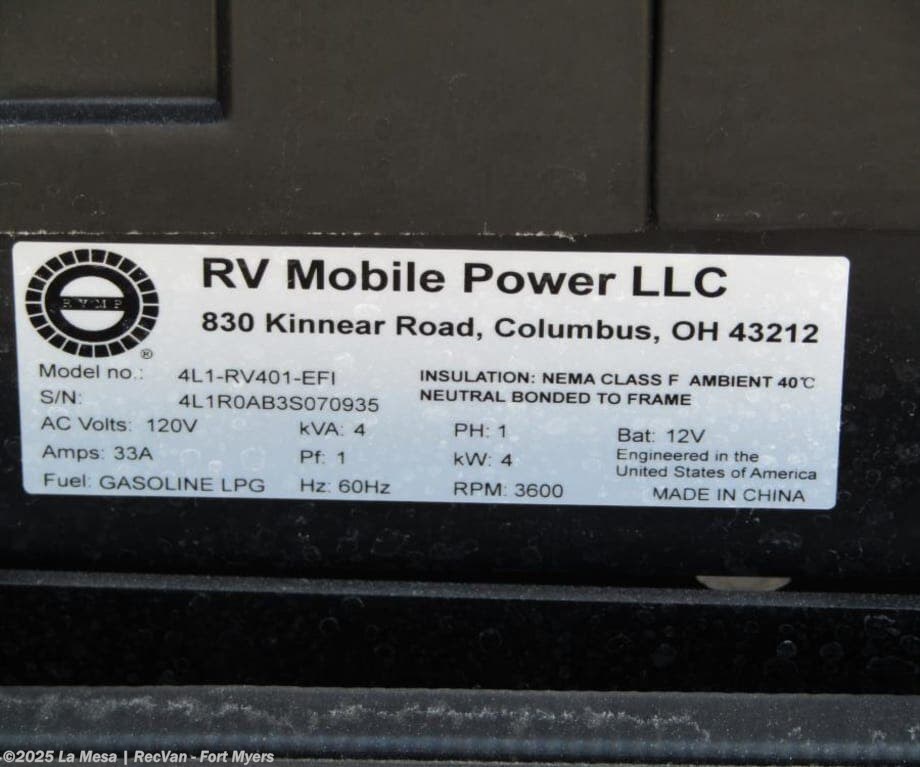 RVMP
®
RV Mobile Power LLC
830 Kinnear Road, Columbus, OH 43212
Model no.: 4L1-RV401-EFI
S/N: 4L1R0AB3S070935
INSULATION: NEMA CLASS F AMBIENT 40℃
NEUTRAL BONDED TO FRAME
AC Volts: 120V kVA: 4 PH: 1 Bat: 12V
Amps: 33A Pf: 1 kW: 4 Engineered in the
United States of America
Fuel: GASOLINE LPG Hz: 60Hz RPM: 3600 MADE IN CHINA
©2025 La Mesa | RecVan - Fort Myers